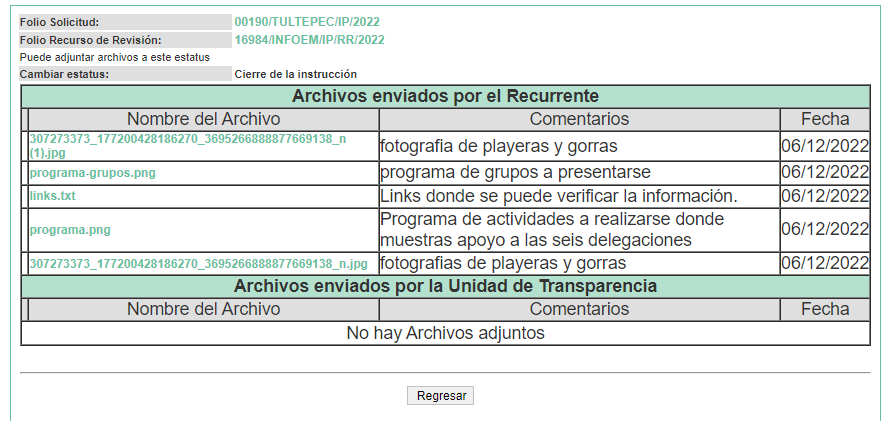 Folio Solicitud: 00190/TULTEPEC/IP/2022
Folio Recurso de Revisión: 16984/INFOEM/IP/RR/2022
Puede adjuntar archivos a este estatus
Cambiar estatus: Cierre de la instrucción
Archivos enviados por el Recurrente
Nombre del Archivo Comentarios Fecha
307273373_177200428186270_3695266888877669138_n
(1).jpg fotografia de playeras y gorras 06/12/2022
programa-grupos.png programa de grupos a presentarse 06/12/2022
links.txt Links donde se puede verificar la información. 06/12/2022
programa.png Programa de actividades a realizarse donde
muestras apoyo a las seis delegaciones 06/12/2022
307273373_177200428186270_3695266888877669138_n.jpg fotografias de playeras y gorras 06/12/2022
Archivos enviados por la Unidad de Transparencia
Nombre del Archivo Comentarios Fecha
No hay Archivos adjuntos
Regresar